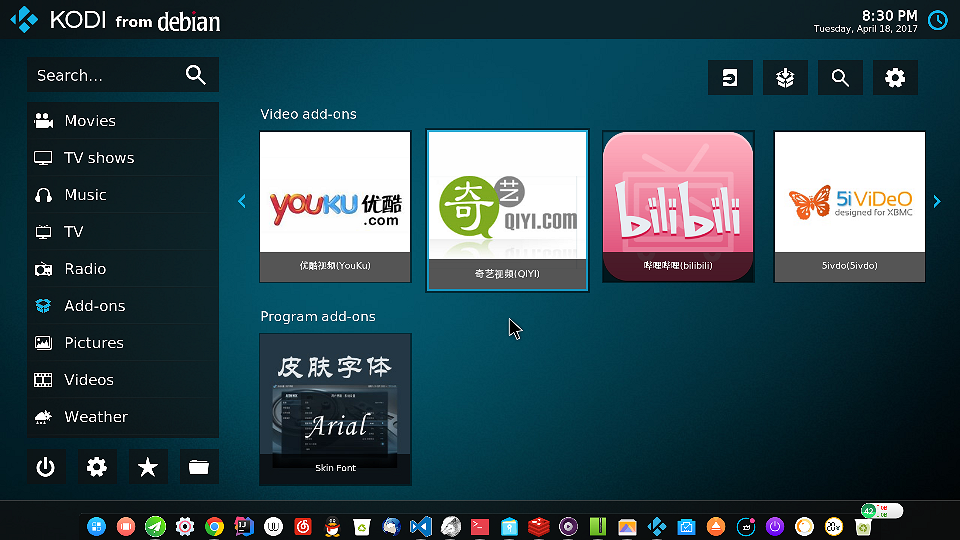 KODI from debian
8:30 PM
Tuesday, April 18, 2017
Search...
Movies
TV shows
Music
TV
Radio
Add-ons
Pictures
Videos
Weather
Video add-ons
YOUKU 优酷
.com
优酷视频(YouKu)
奇艺
QIYI.com
奇艺视频(QIYI)
bilibili
哔哩哔哩(bilibili)
5iViDeO
designed for XBMC
5ivdo(5ivdo)
Program add-ons
皮肤字体
Arial
Skin Font
42